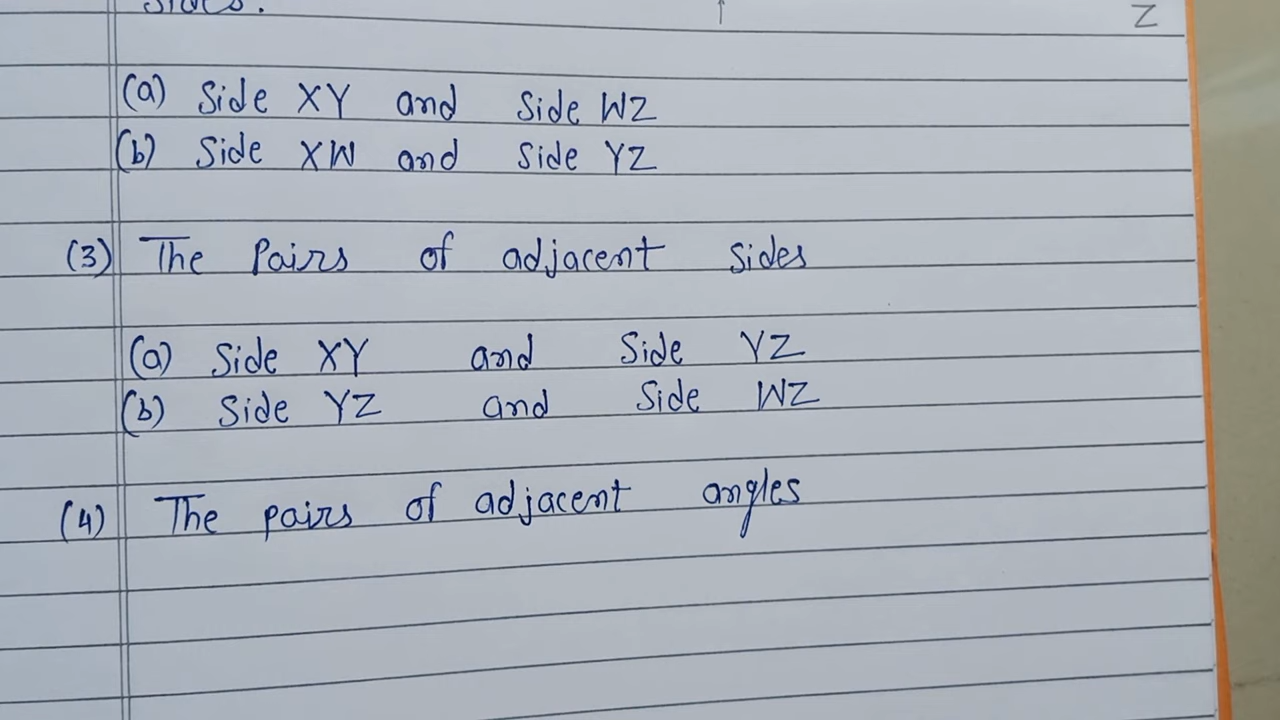 Sides.
Z
(a) Side XY and Side WZ
(b) Side XW and Side YZ
(3) The Pairs of adjacent Sides
(a) Side XY and Side YZ
(b) Side YZ and Side WZ
(4) The pairs of adjacent angles